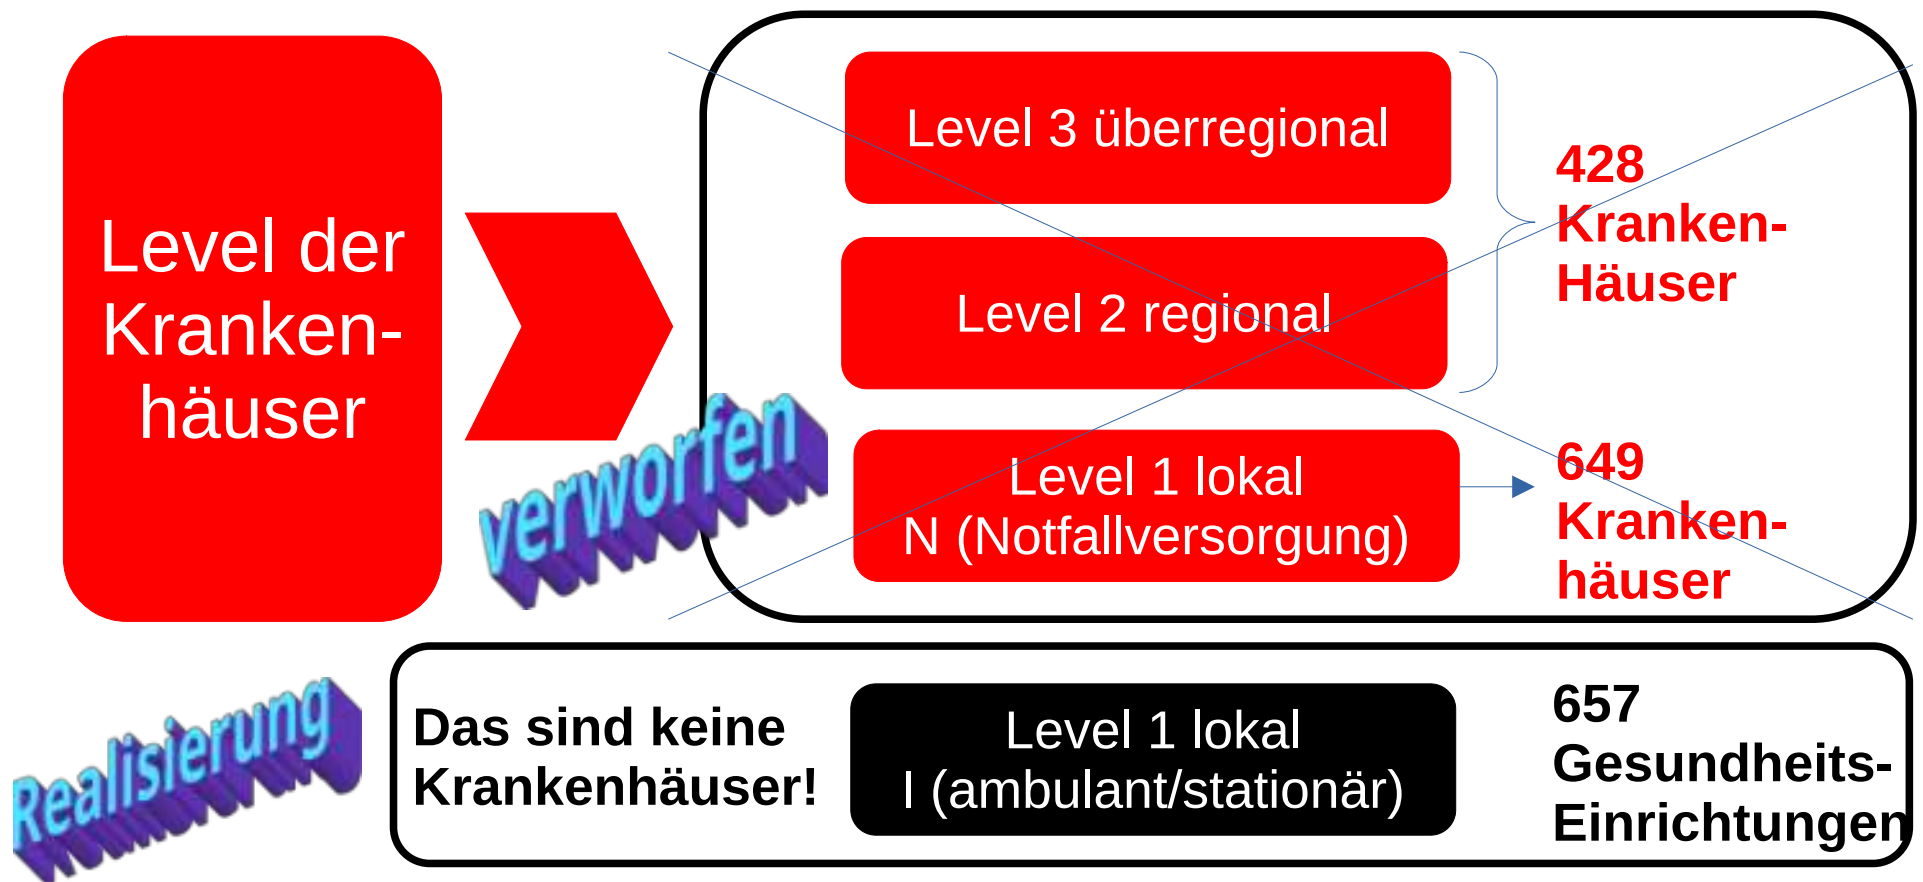 Level der
Kranken-
häuser
Level 3 überregional
Level 2 regional
428
Kranken-
Häuser
verworfen
Level 1 lokal
N (Notfallversorgung)
649
Kranken-
häuser
Realisierung
Das sind keine
Krankenhäuser!
Level 1 lokal
I (ambulant/stationär)
657
Gesundheits-
Einrichtungen